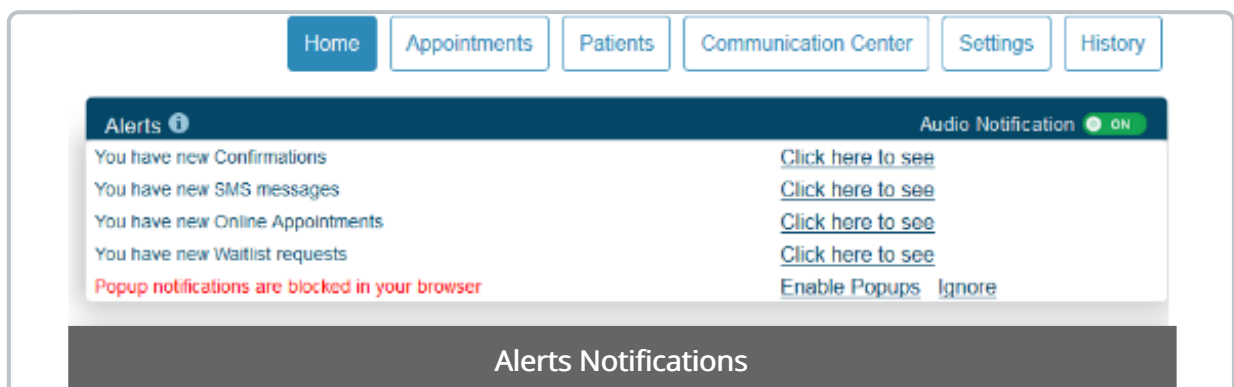 Home Appointments Patients Communication Center Settings History
Alerts Audio Notification ON
You have new Confirmations Click here to see
You have new SMS messages Click here to see
You have new Online Appointments Click here to see
You have new Waitlist requests Click here to see
Popup notifications are blocked in your browser Enable Popups Ignore
Alerts Notifications